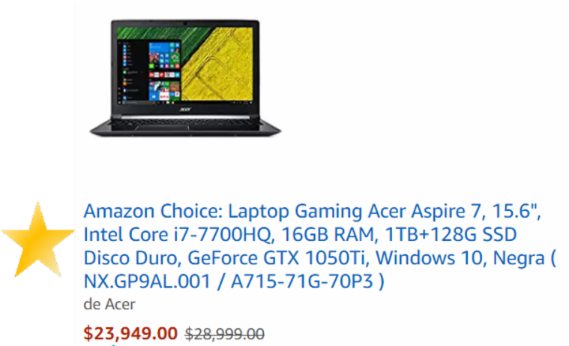 acer
Amazon Choice: Laptop Gaming Acer Aspire 7, 15.6",
Intel Core i7-7700HQ, 16GB RAM, 1TB+128G SSD
Disco Duro, GeForce GTX 1050Ti, Windows 10, Negra (
NX.GP9AL.001 / A715-71G-70P3 )
de Acer
$23,949.00 $28,999.00